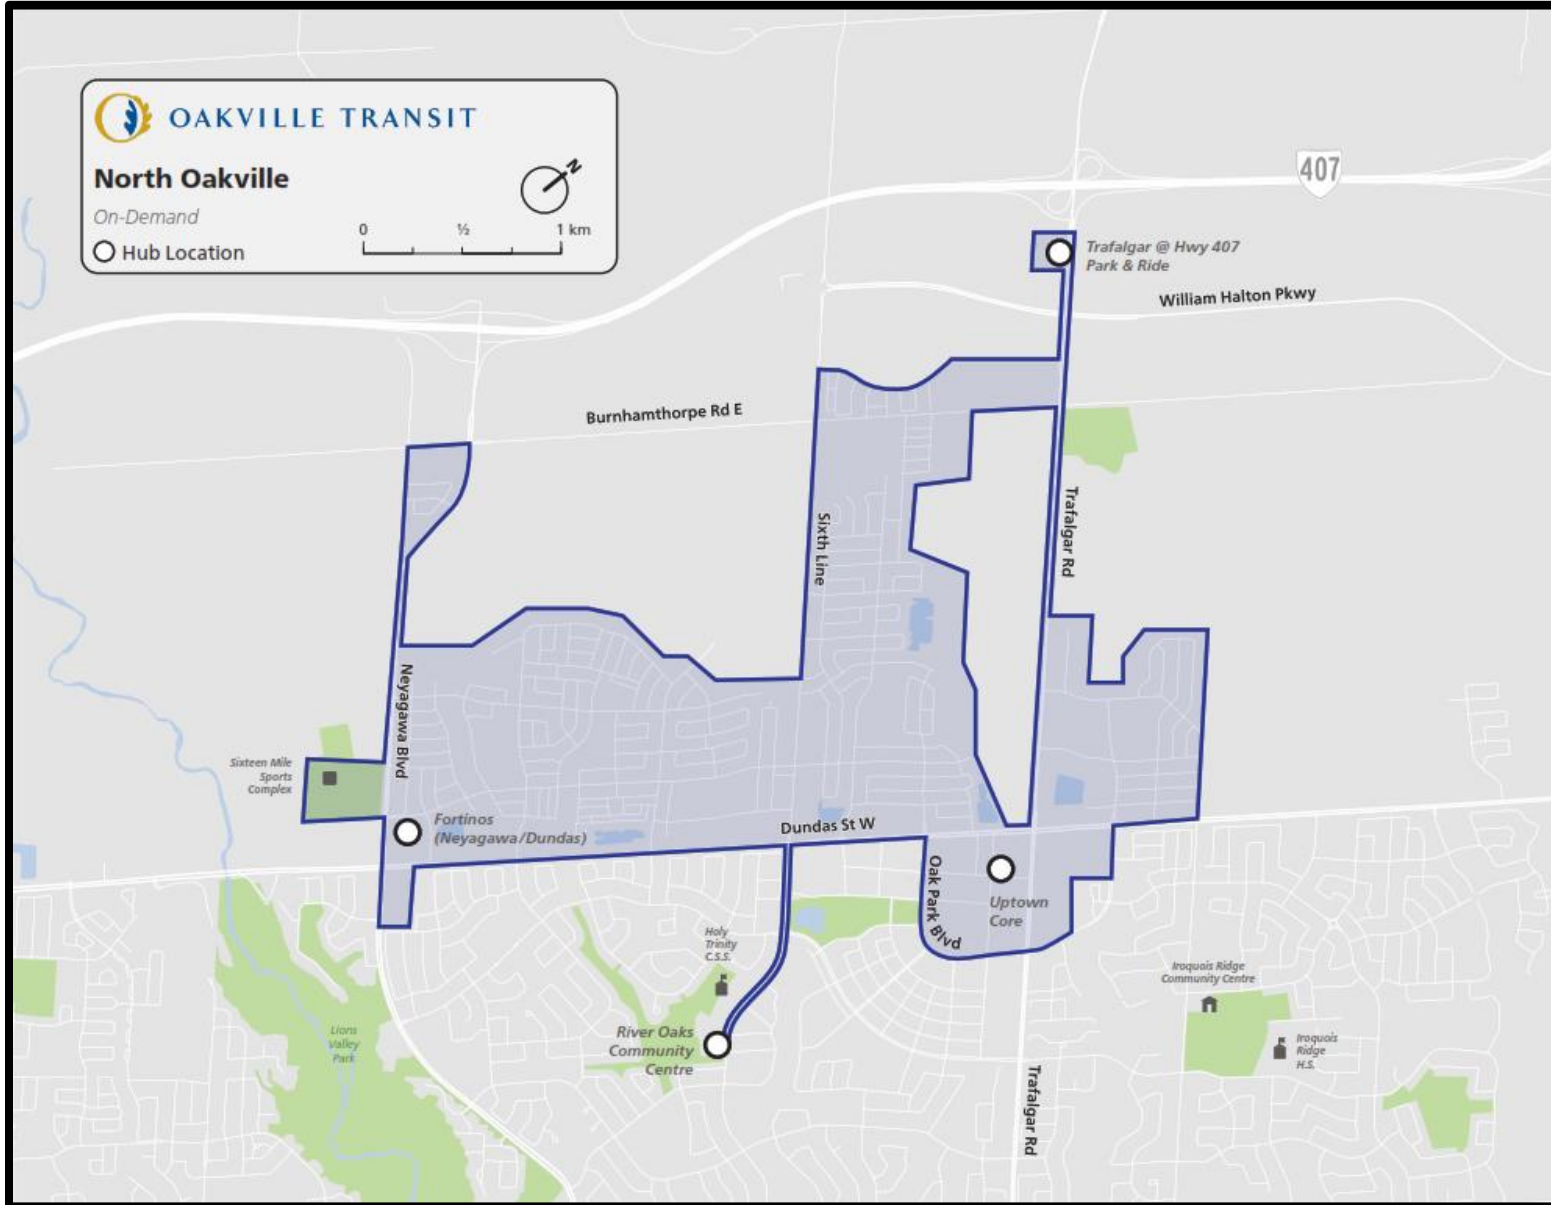 OAKVILLE TRANSIT
North Oakville
N
On-Demand
0 ½ 1 km
Hub Location
407
Trafalgar @ Hwy 407
Park & Ride
William Halton Pkwy
Burnhamthorpe Rd E
Sixth Line
Trafalgar Rd
Neyagawa Blvd
Sixteen Mile
Sports
Complex
Fortinos
(Neyagawa/Dundas)
Dundas St W
Oak Park Blvd
Uptown
Core
Holy
Trinity
C.S.S.
Iroquois Ridge
Community Centre
Lions
Valley
Park
River Oaks
Community
Centre
Iroquois
Ridge
H.S.
Trafalgar Rd